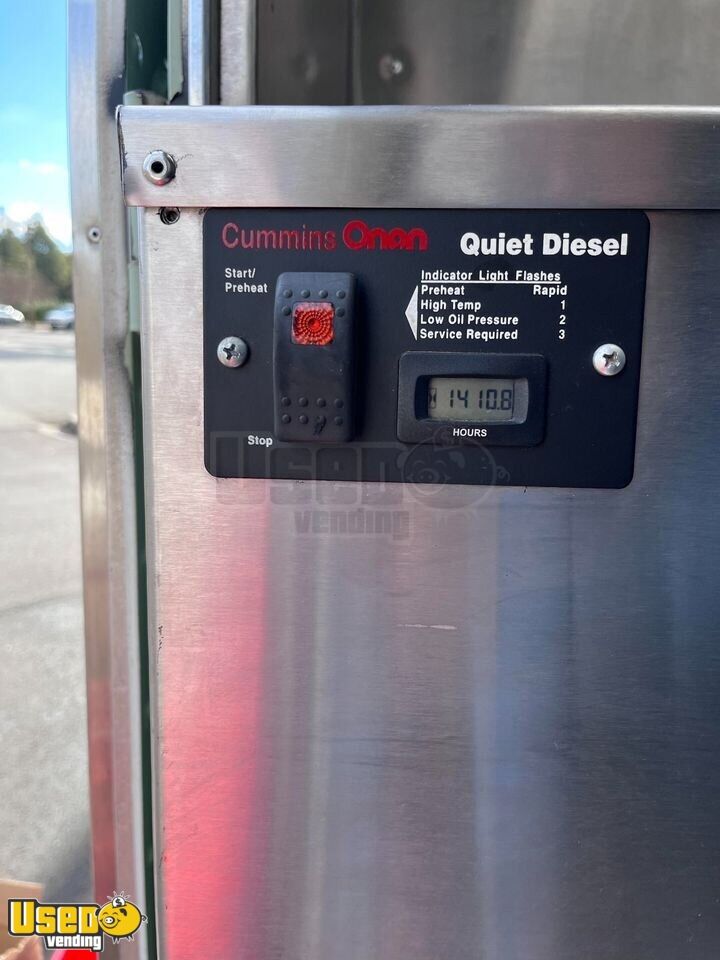 Cummins Onan Quiet Diesel
Start/
Preheat
Indicator Light Flashes
Preheat Rapid
High Temp 1
Low Oil Pressure 2
Service Required 3
1410.8
HOURS
Stop
Used
vending
Used
vending